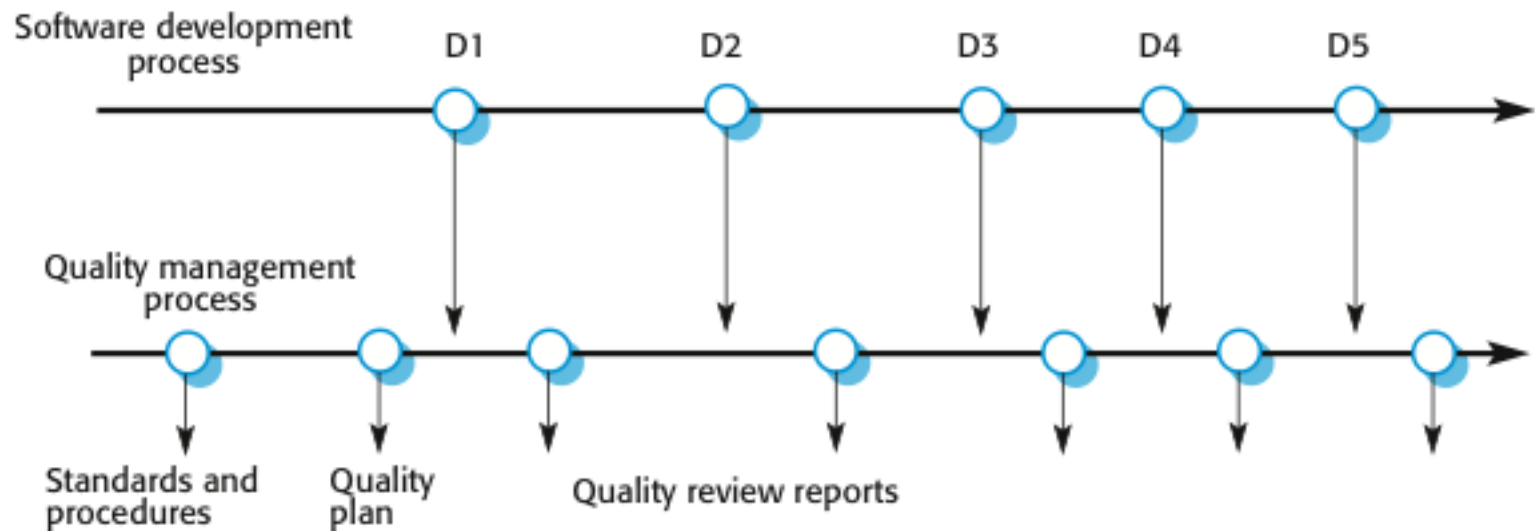 Software development
process
D1
D2
D3
D4
D5
Quality management
process
Standards and
procedures
Quality
plan
Quality review reports